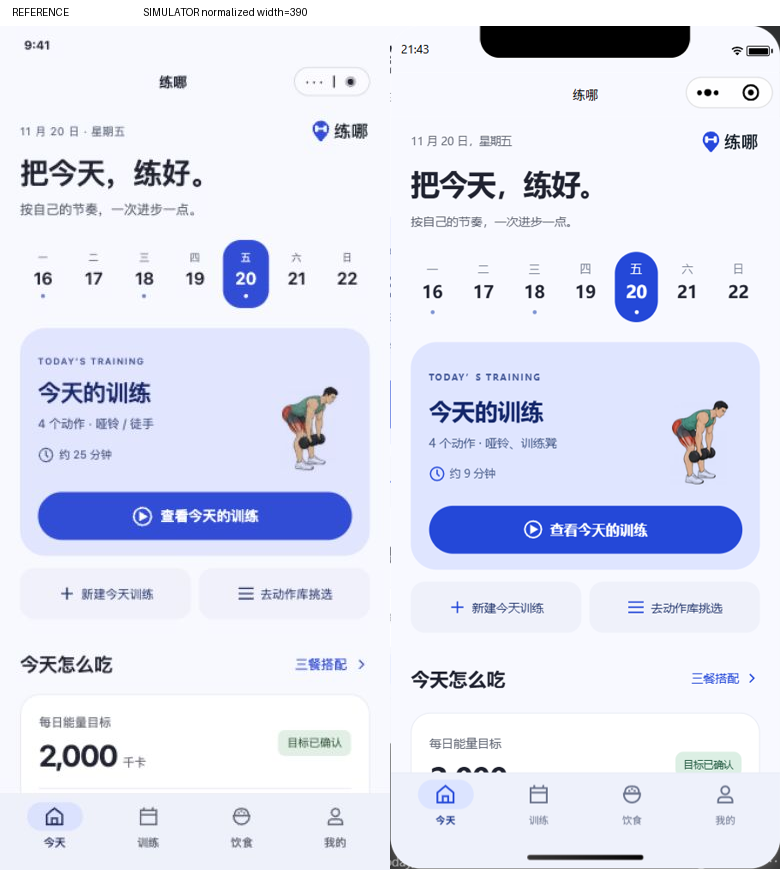 REFERENCE
SIMULATOR normalized width=390
9:41
练哪
11 月 20 日 · 星期五
练哪
把今天，练好。
按自己的节奏，一次进步一点。
一 二 三 四 五 六 日
16 17 18 19 20 21 22
TODAY'S TRAINING
今天的训练
4 个动作 · 哑铃 / 徒手
约 25 分钟
查看今天的训练
新建今天训练
去动作库挑选
今天怎么吃
三餐搭配
每日能量目标
2,000 千卡
目标已确认
今天 训练 饮食 我的
21:43
练哪
11 月 20 日，星期五
练哪
把今天，练好。
按自己的节奏，一次进步一点。
一 二 三 四 五 六 日
16 17 18 19 20 21 22
TODAY' S TRAINING
今天的训练
4 个动作 · 哑铃、训练凳
约 9 分钟
查看今天的训练
新建今天训练
去动作库挑选
今天怎么吃
三餐搭配
每日能量目标
目标已确认
今天 训练 饮食 我的